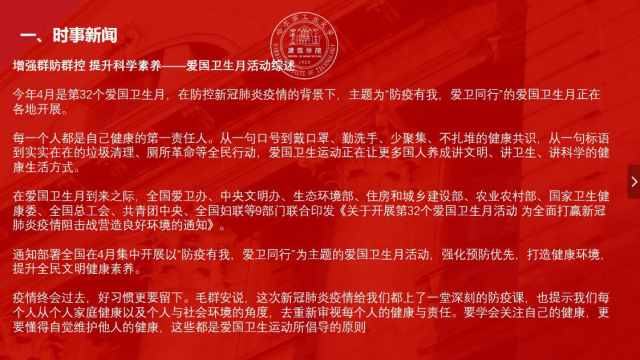 一、时事新闻
建筑学院
1920
增强群防群控 提升科学素养——爱国卫生月活动综述
今年4月是第32个爱国卫生月，在防控新冠肺炎疫情的背景下，主题为“防疫有我，爱卫同行”的爱国卫生月正在
各地开展。
每一个人都是自己健康的第一责任人。从一句口号到戴口罩、勤洗手、少聚集、不扎堆的健康共识，从一句标语
到实实在在的垃圾清理、厕所革命等全民行动，爱国卫生运动正在让更多国人养成讲文明、讲卫生、讲科学的健
康生活方式。
在爱国卫生月到来之际，全国爱卫办、中央文明办、生态环境部、住房和城乡建设部、农业农村部、国家卫生健
康委、全国总工会、共青团中央、全国妇联等9部门联合印发《关于开展第32个爱国卫生月活动 为全面打赢新冠
肺炎疫情阻击战营造良好环境的通知》。
通知部署全国在4月集中开展以“防疫有我，爱卫同行”为主题的爱国卫生月活动，强化预防优先，打造健康环境，
提升全民文明健康素养。
疫情终会过去，好习惯更要留下。毛群安说，这次新冠肺炎疫情给我们都上了一堂深刻的防疫课，也提示我们每
个人从个人家庭健康以及个人与社会环境的角度，去重新审视每个人的健康与责任。要学会关注自己的健康，更
要懂得自觉维护他人的健康，这些都是爱国卫生运动所倡导的原则